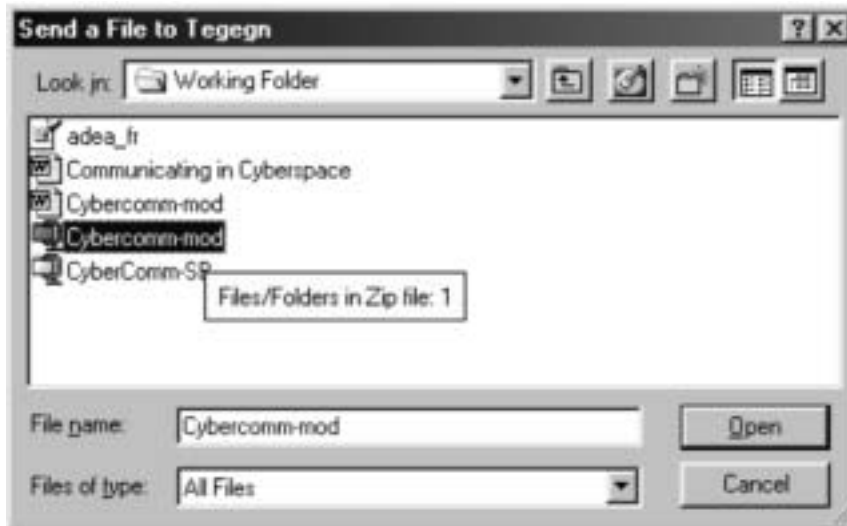 Send a File to Tegegn
Look in: Working Folder
adea_fr
Communicating in Cyberspace
Cybercomm-mod
Cybercomm-mod
CyberComm-SP
Files/Folders in Zip file: 1
File name: Cybercomm-mod Open
Files of type: All Files Cancel